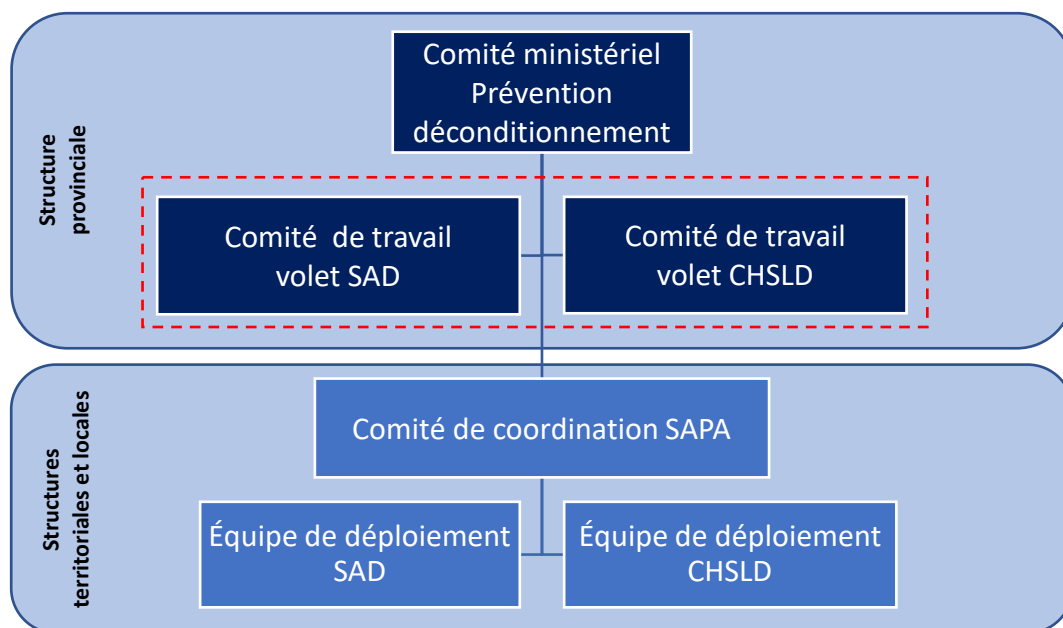 Structure
provinciale
Comité ministériel
Prévention
déconditionnement
Comité de travail
volet SAD
Comité de travail
volet CHSLD
Structures
territoriales et locales
Comité de coordination SAPA
Équipe de déploiement
SAD
Équipe de déploiement
CHSLD